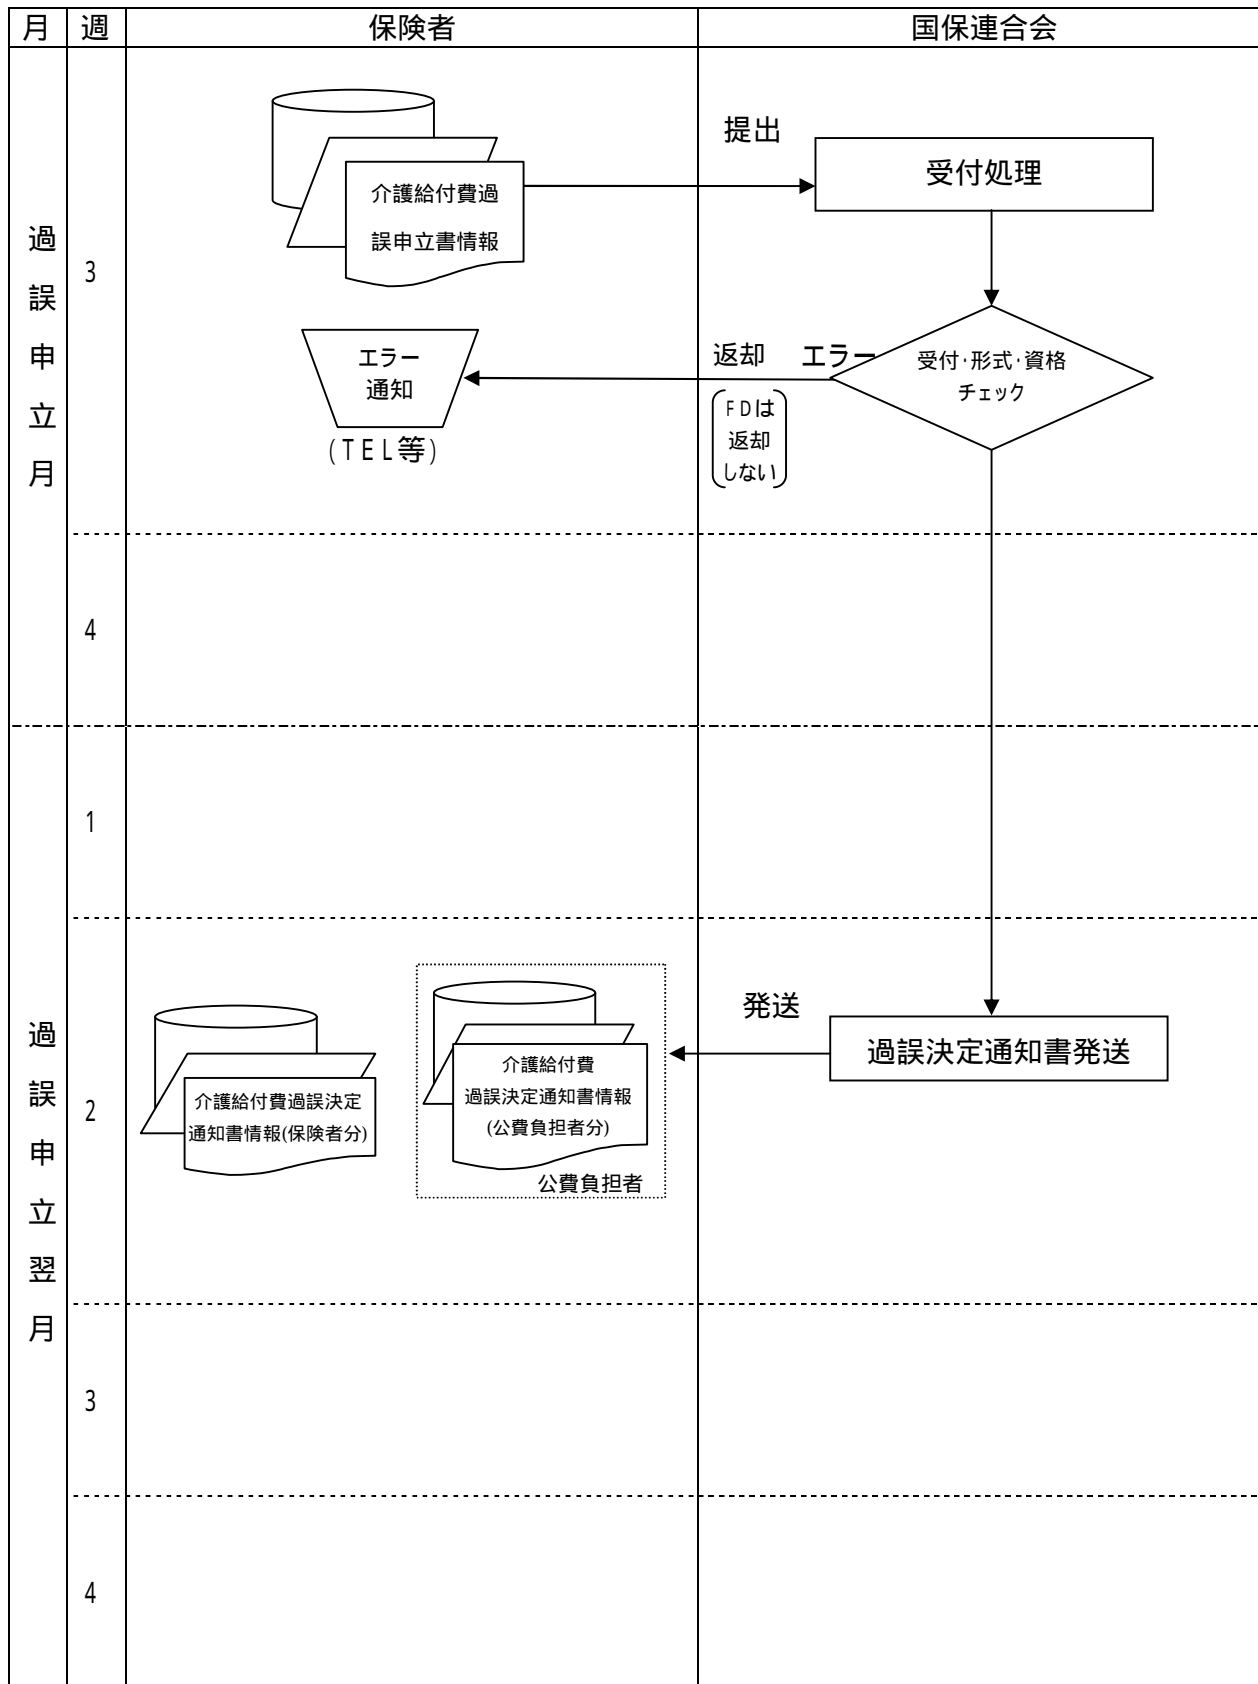 月 週 保険者 国保連合会
過誤申立月
3
介護給付費過
誤申立書情報
提出
受付処理
エラー
通知
(TEL等)
返却 エラー
FDは
返却
しない
受付・形式・資格
チェック
4
過誤申立翌月
1
2
介護給付費過誤決定
通知書情報(保険者分)
介護給付費
過誤決定通知書情報
(公費負担者分)
公費負担者
発送
過誤決定通知書発送
3
4